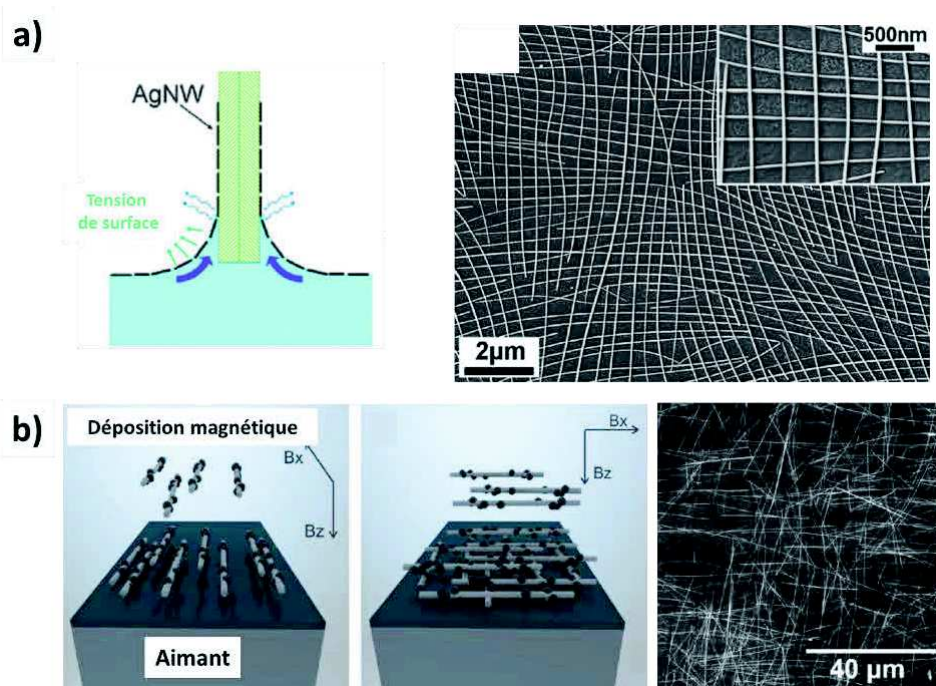 a)
AgNW
Tension
de surface
500nm
2µm
b)
Déposition magnétique
Bx
Bz
Aimant
Bx
Bz
40 µm